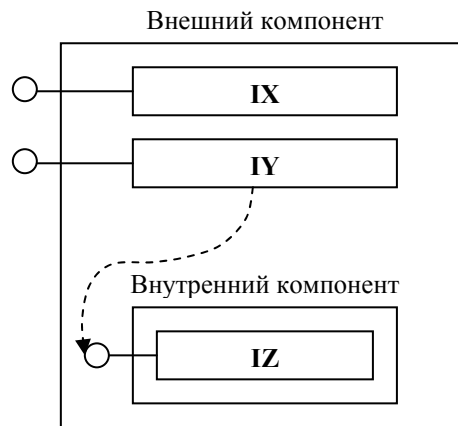 Внешний компонент
IX
IY
Внутренний компонент
IZ